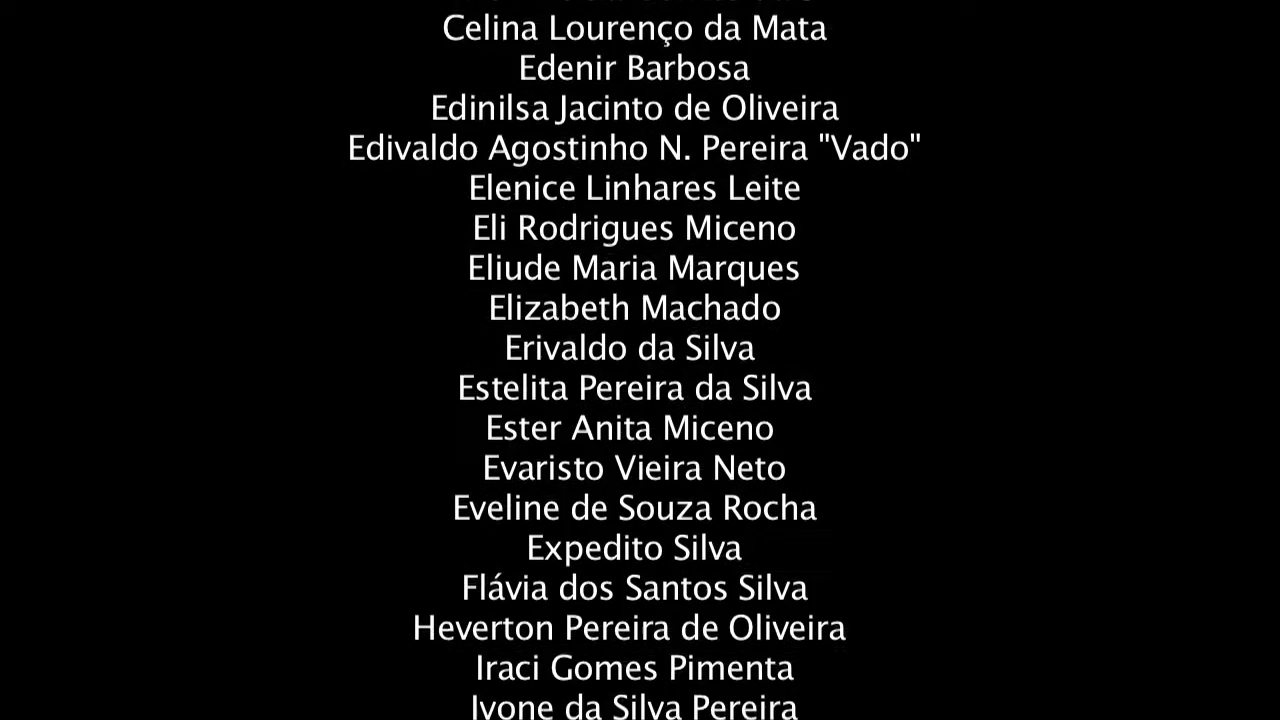 Celina Lourenço da Mata
Edenir Barbosa
Edinilsa Jacinto de Oliveira
Edivaldo Agostinho N. Pereira "Vado"
Elenice Linhares Leite
Eli Rodrigues Miceno
Eliude Maria Marques
Elizabeth Machado
Erivaldo da Silva
Estelita Pereira da Silva
Ester Anita Miceno
Evaristo Vieira Neto
Eveline de Souza Rocha
Expedito Silva
Flávia dos Santos Silva
Heverton Pereira de Oliveira
Iraci Gomes Pimenta
Ivone da Silva Pereira